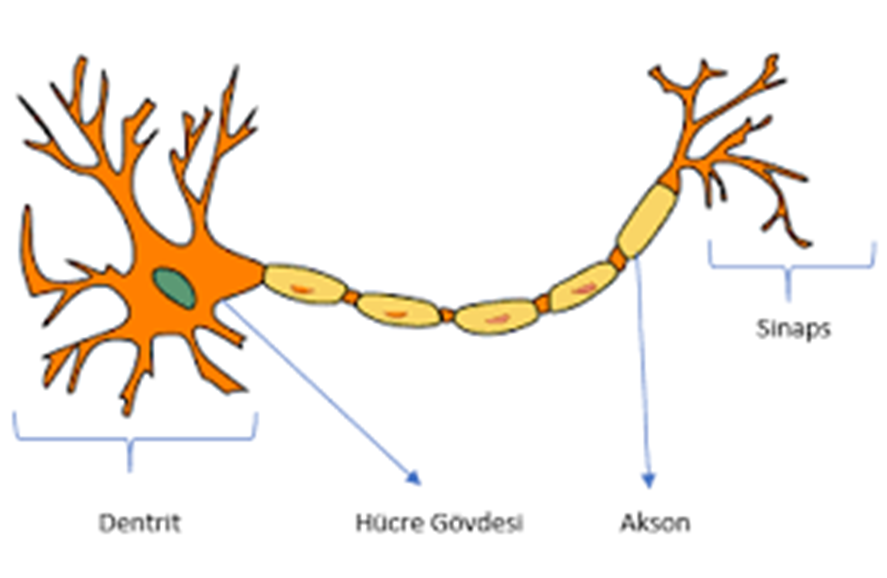 Sinaps
Dentrit
Hücre Gövdesi
Akson